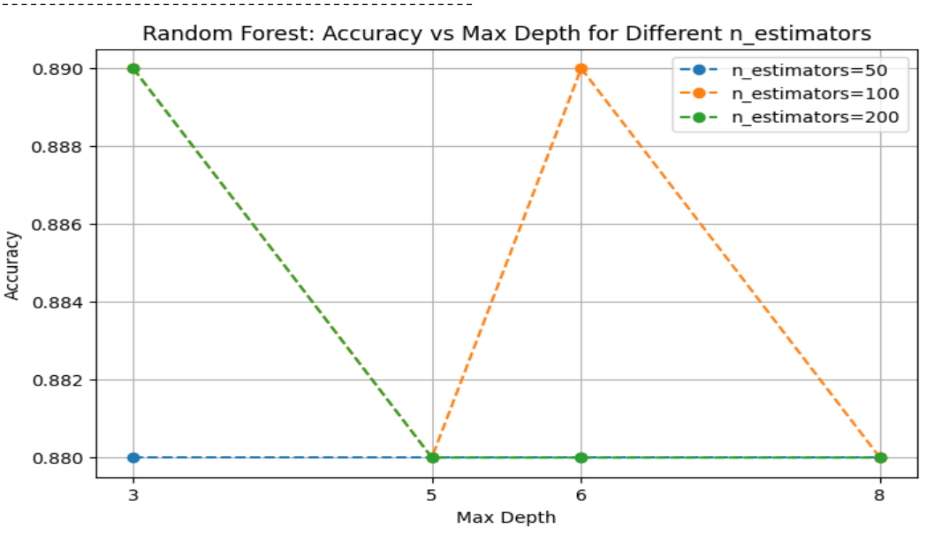 Random Forest: Accuracy vs Max Depth for Different n_estimators
0.890
0.888
0.886
0.884
0.882
0.880
Accuracy
n_estimators=50
n_estimators=100
n_estimators=200
3 5 6 8
Max Depth